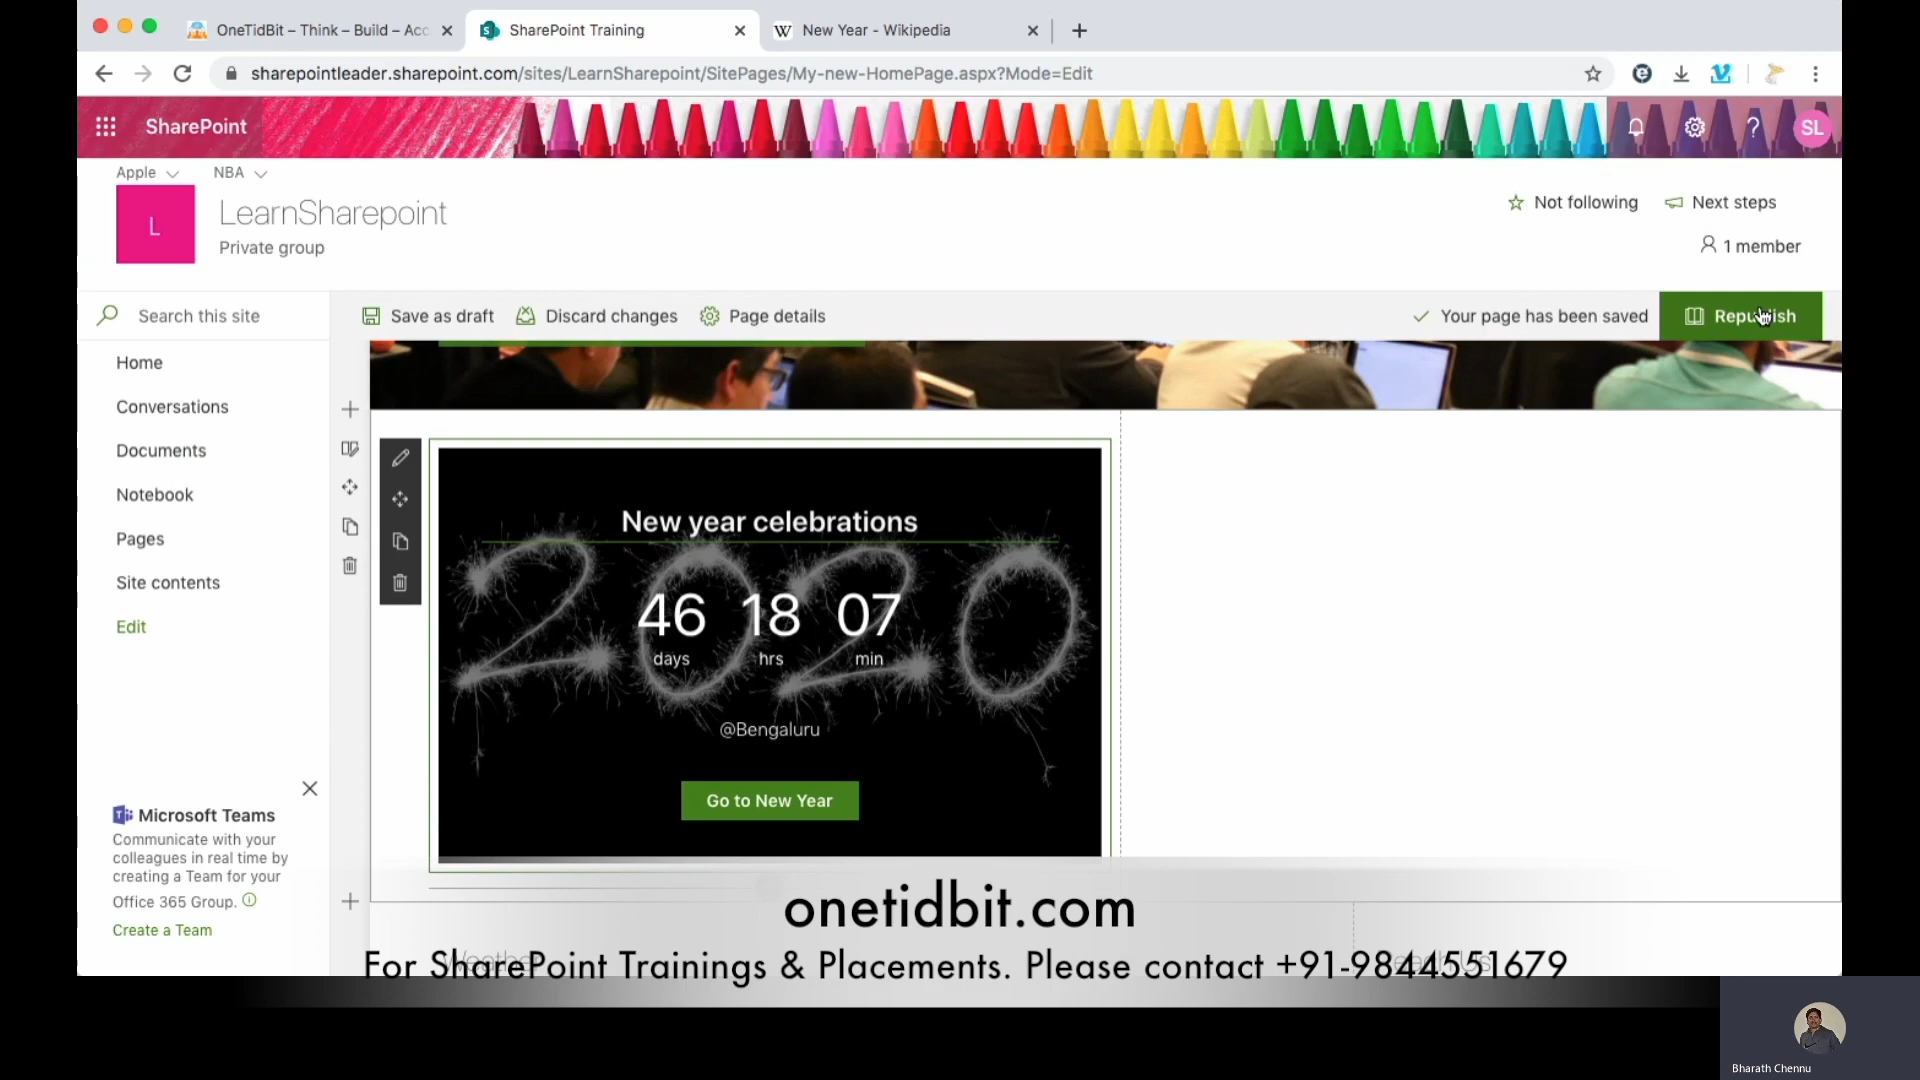 OneTidBit – Think – Build – Acc
SharePoint Training
New Year - Wikipedia
sharepointleader.sharepoint.com/sites/LearnSharepoint/SitePages/My-new-HomePage.aspx?Mode=Edit
SharePoint
SL
Apple
NBA
L
LearnSharepoint
Private group
Not following
Next steps
1 member
Search this site
Save as draft
Discard changes
Page details
Your page has been saved
Republish
Home
Conversations
Documents
Notebook
Pages
Site contents
Edit
New year celebrations
2020
46 18 07
days hrs min
@Bengaluru
Go to New Year
Microsoft Teams
Communicate with your
colleagues in real time by
creating a Team for your
Office 365 Group.
Create a Team
onetidbit.com
For SharePoint Trainings & Placements. Please contact +91-9844551679
Bharath Chennu